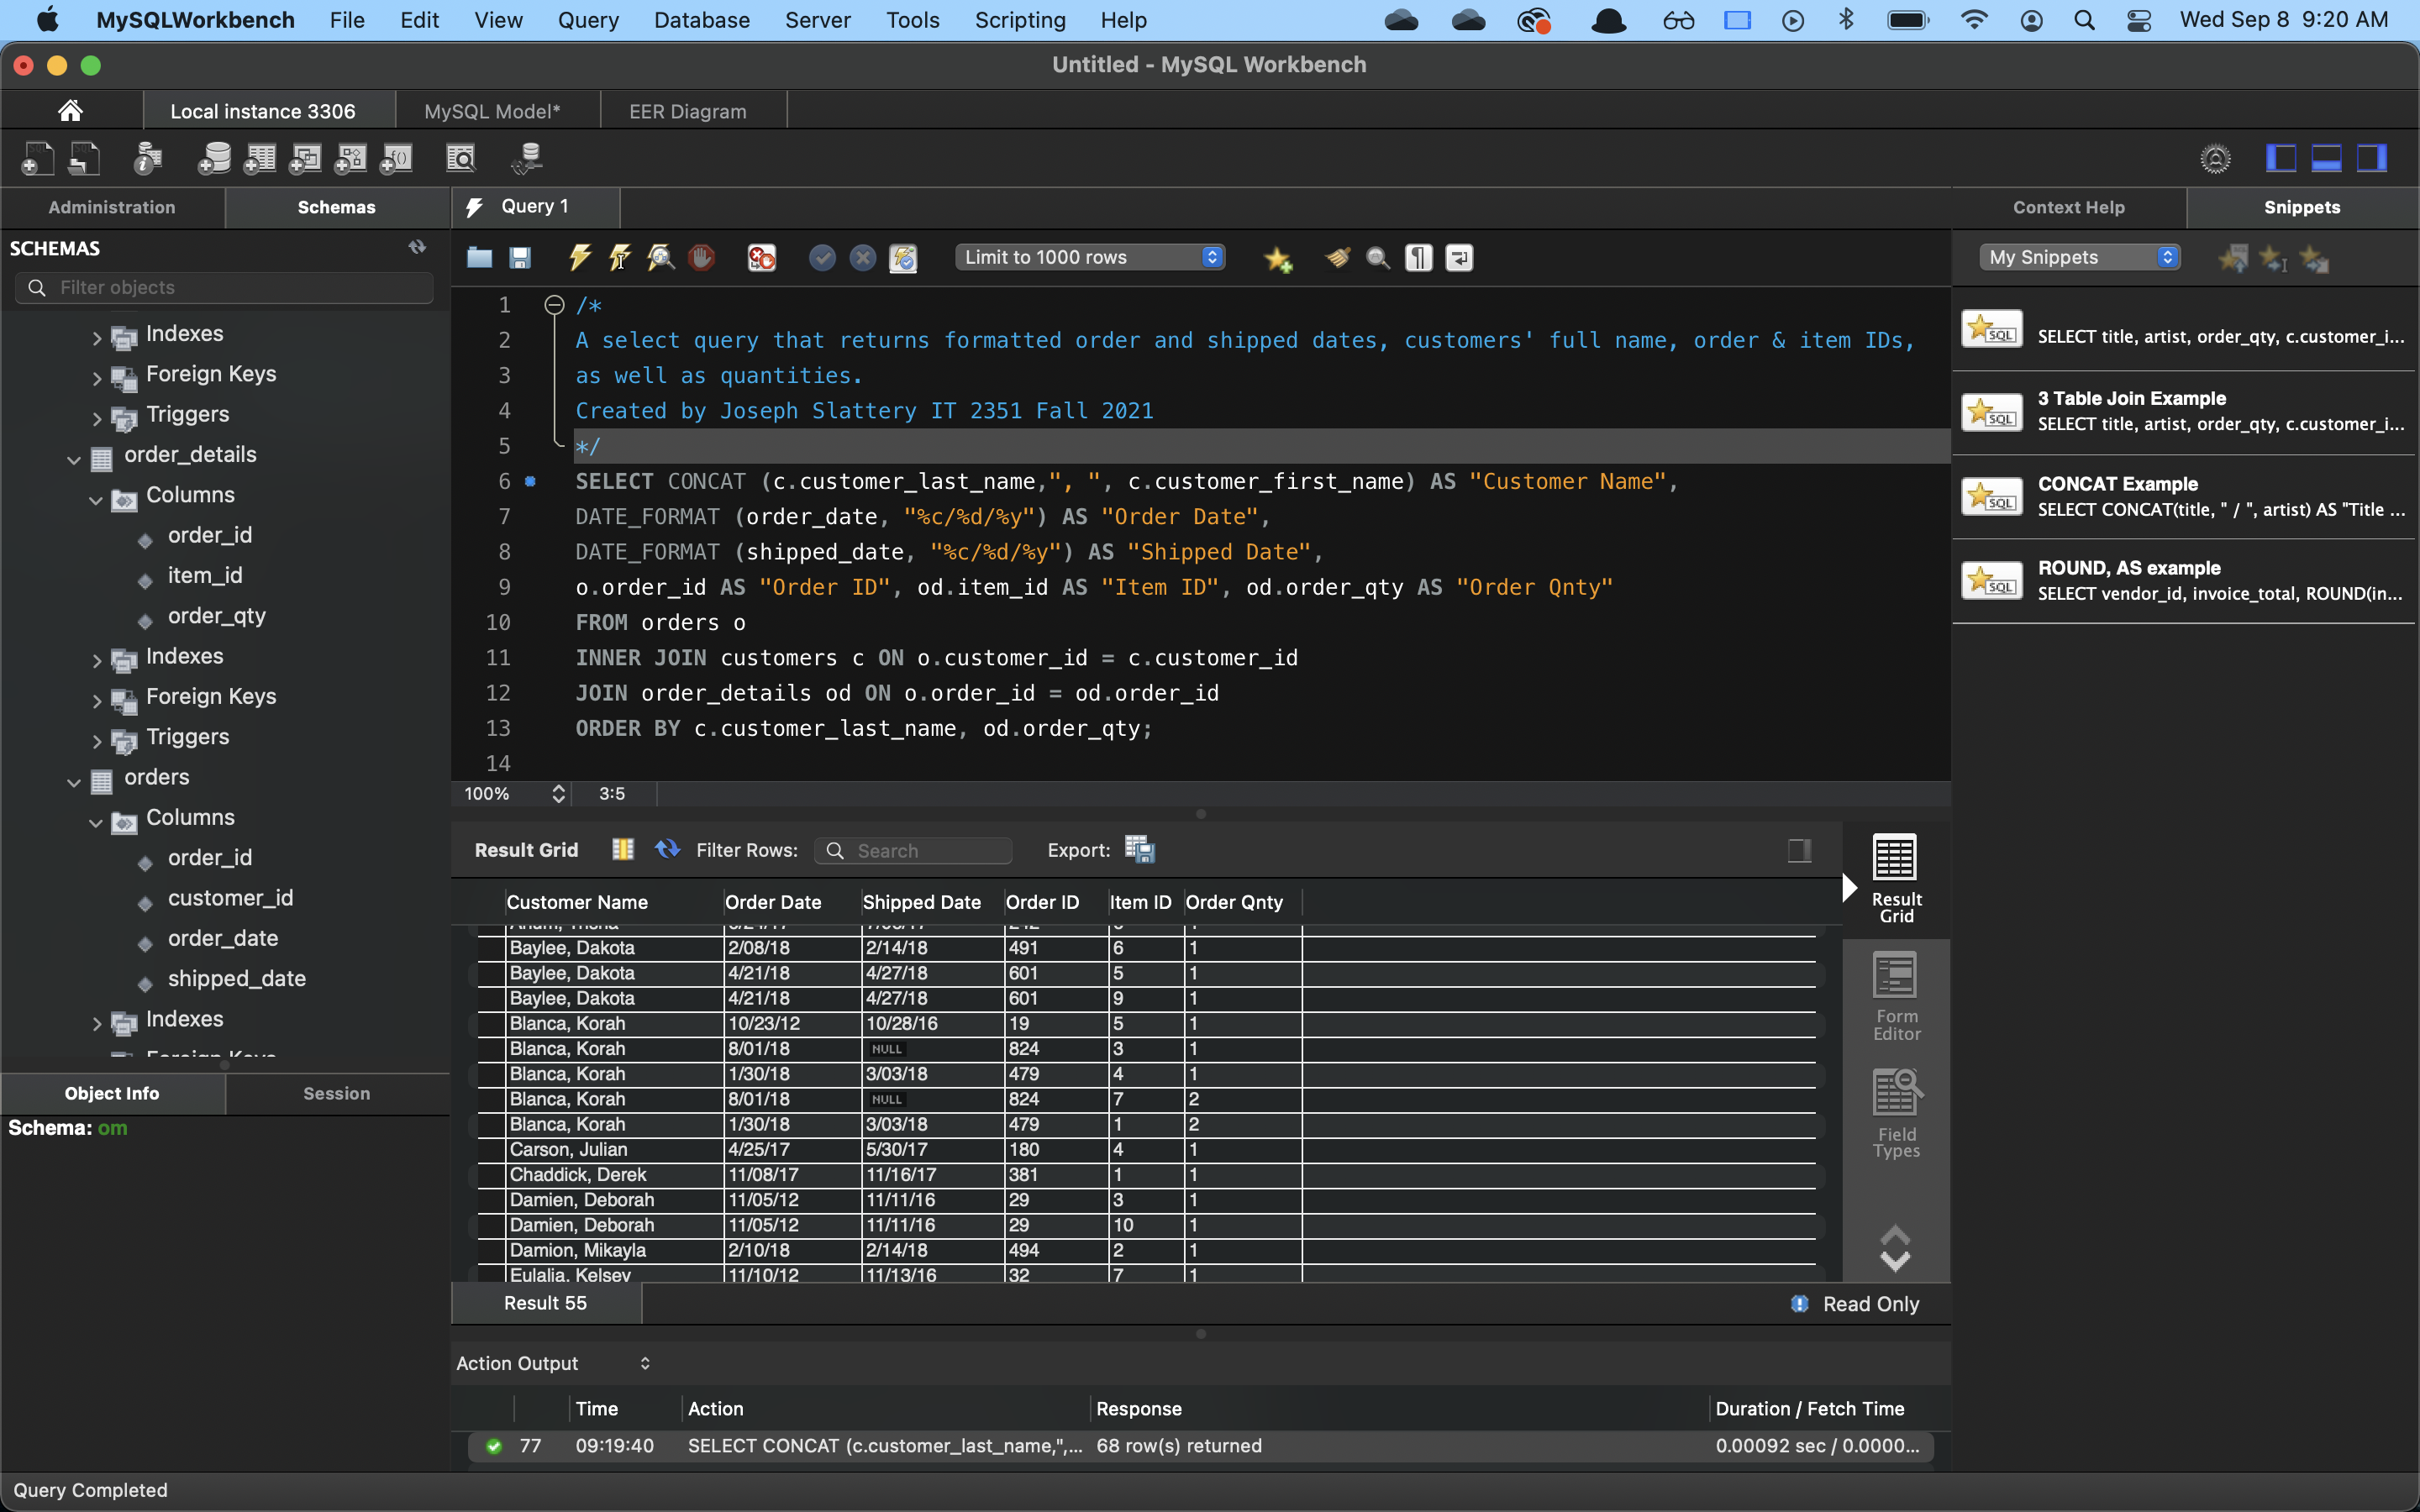 MySQLWorkbench File Edit View Query Database Server Tools Scripting Help Wed Sep 8 9:20 AM
Untitled - MySQL Workbench
Local instance 3306 MySQL Model* EER Diagram
Administration Schemas Query 1 Context Help Snippets
SCHEMAS
Filter objects
Limit to 1000 rows
My Snippets
Indexes
Foreign Keys
Triggers
order_details
Columns
order_id
item_id
order_qty
Indexes
Foreign Keys
Triggers
orders
Columns
order_id
customer_id
order_date
shipped_date
Indexes
Foreign Keys
Object Info Session
Schema: om
1 /*
2 A select query that returns formatted order and shipped dates, customers' full name, order & item IDs,
3 as well as quantities.
4 Created by Joseph Slattery IT 2351 Fall 2021
5 */
6 SELECT CONCAT (c.customer_last_name,", ", c.customer_first_name) AS "Customer Name",
7 DATE_FORMAT (order_date, "%c/%d/%y") AS "Order Date",
8 DATE_FORMAT (shipped_date, "%c/%d/%y") AS "Shipped Date",
9 o.order_id AS "Order ID", od.item_id AS "Item ID", od.order_qty AS "Order Qnty"
10 FROM orders o
11 INNER JOIN customers c ON o.customer_id = c.customer_id
12 JOIN order_details od ON o.order_id = od.order_id
13 ORDER BY c.customer_last_name, od.order_qty;
14
100% 3:5
SELECT title, artist, order_qty, c.customer_i...
3 Table Join Example
SELECT title, artist, order_qty, c.customer_i...
CONCAT Example
SELECT CONCAT(title, " / ", artist) AS "Title ...
ROUND, AS example
SELECT vendor_id, invoice_total, ROUND(in...
Result Grid Filter Rows: Search Export:
Customer Name Order Date Shipped Date Order ID Item ID Order Qnty
Baylee, Dakota 2/08/18 2/14/18 491 6 1
Baylee, Dakota 4/21/18 4/27/18 601 5 1
Baylee, Dakota 4/21/18 4/27/18 601 9 1
Blanca, Korah 10/23/12 10/28/16 19 5 1
Blanca, Korah 8/01/18 NULL 824 3 1
Blanca, Korah 1/30/18 3/03/18 479 4 1
Blanca, Korah 8/01/18 NULL 824 7 2
Blanca, Korah 1/30/18 3/03/18 479 1 2
Carson, Julian 4/25/17 5/30/17 180 4 1
Chaddick, Derek 11/08/17 11/16/17 381 1 1
Damien, Deborah 11/05/12 11/11/16 29 3 1
Damien, Deborah 11/05/12 11/11/16 29 10 1
Damion, Mikayla 2/10/18 2/14/18 494 2 1
Eulalia, Kelsey 11/10/12 11/13/16 32 7 1
Result
Grid
Form
Editor
Field
Types
Result 55 Read Only
Action Output
Time Action Response Duration / Fetch Time
77 09:19:40 SELECT CONCAT (c.customer_last_name,",... 68 row(s) returned 0.00092 sec / 0.0000...
Query Completed